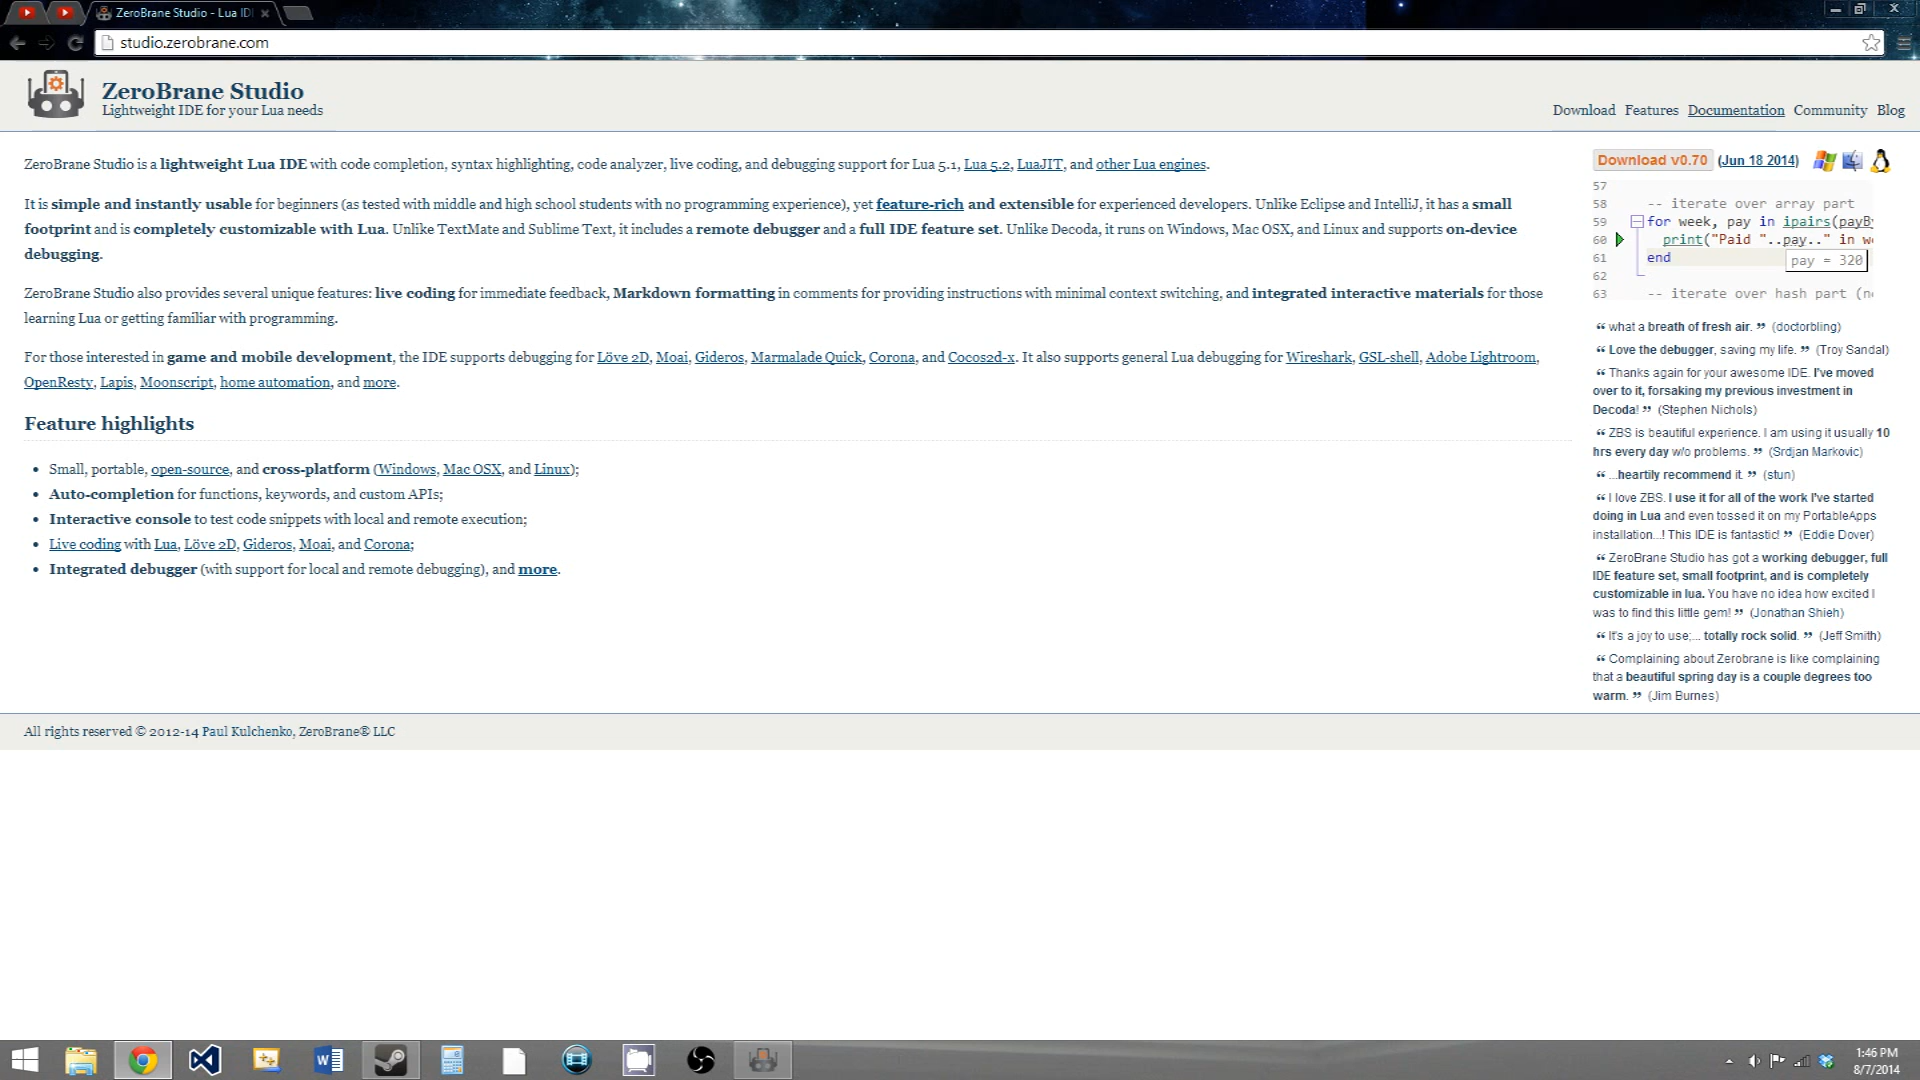 ZeroBrane Studio - Lua ID
studio.zerobrane.com
ZeroBrane Studio
Lightweight IDE for your Lua needs
Download Features Documentation Community Blog
ZeroBrane Studio is a lightweight Lua IDE with code completion, syntax highlighting, code analyzer, live coding, and debugging support for Lua 5.1, Lua 5.2, LuaJIT, and other Lua engines.
It is simple and instantly usable for beginners (as tested with middle and high school students with no programming experience), yet feature-rich and extensible for experienced developers. Unlike Eclipse and IntelliJ, it has a small
footprint and is completely customizable with Lua. Unlike TextMate and Sublime Text, it includes a remote debugger and a full IDE feature set. Unlike Decoda, it runs on Windows, Mac OSX, and Linux and supports on-device
debugging.
ZeroBrane Studio also provides several unique features: live coding for immediate feedback, Markdown formatting in comments for providing instructions with minimal context switching, and integrated interactive materials for those
learning Lua or getting familiar with programming.
For those interested in game and mobile development, the IDE supports debugging for Löve 2D, Moai, Gideros, Marmalade Quick, Corona, and Cocos2d-x. It also supports general Lua debugging for Wireshark, GSL-shell, Adobe Lightroom,
OpenResty, Lapis, Moonscript, home automation, and more.
Feature highlights
• Small, portable, open-source, and cross-platform (Windows, Mac OSX, and Linux);
• Auto-completion for functions, keywords, and custom APIs;
• Interactive console to test code snippets with local and remote execution;
• Live coding with Lua, Löve 2D, Gideros, Moai, and Corona;
• Integrated debugger (with support for local and remote debugging), and more.
Download v0.70 (Jun 18 2014)
57
58 -- iterate over array part
59 for week, pay in ipairs(payBy
60 print("Paid "..pay.." in we
61 end pay = 320
62
63 -- iterate over hash part (no
“ what a breath of fresh air. ” (doctorbling)
“ Love the debugger, saving my life. ” (Troy Sandal)
“ Thanks again for your awesome IDE. I've moved
over to it, forsaking my previous investment in
Decoda! ” (Stephen Nichols)
“ ZBS is beautiful experience. I am using it usually 10
hrs every day w/o problems. ” (Srdjan Markovic)
“ ...heartily recommend it. ” (stun)
“ I love ZBS. I use it for all of the work I've started
doing in Lua and even tossed it on my PortableApps
installation...! This IDE is fantastic! ” (Eddie Dover)
“ ZeroBrane Studio has got a working debugger, full
IDE feature set, small footprint, and is completely
customizable in lua. You have no idea how excited I
was to find this little gem! ” (Jonathan Shieh)
“ It's a joy to use;... totally rock solid. ” (Jeff Smith)
“ Complaining about Zerobrane is like complaining
that a beautiful spring day is a couple degrees too
warm. ” (Jim Burnes)
All rights reserved © 2012-14 Paul Kulchenko, ZeroBrane® LLC
1:46 PM
8/7/2014